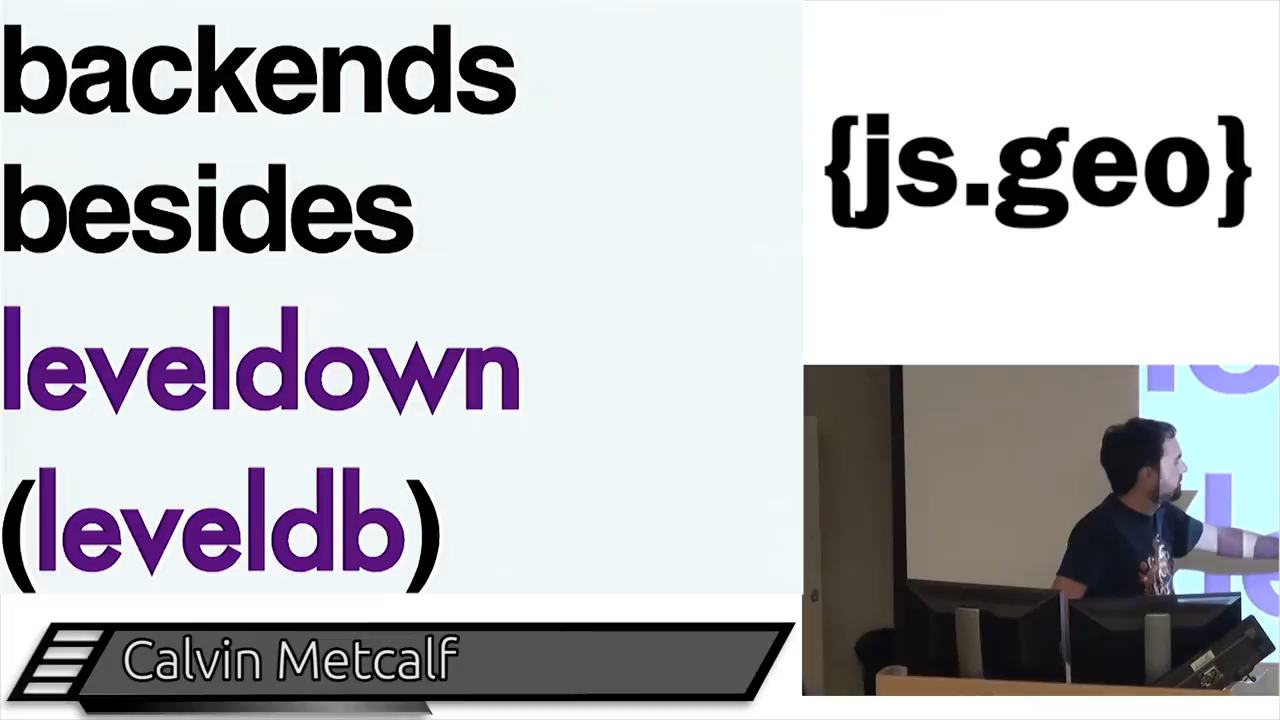 backends
besides
leveldown
(leveldb)
{js.geo}
Calvin Metcalf